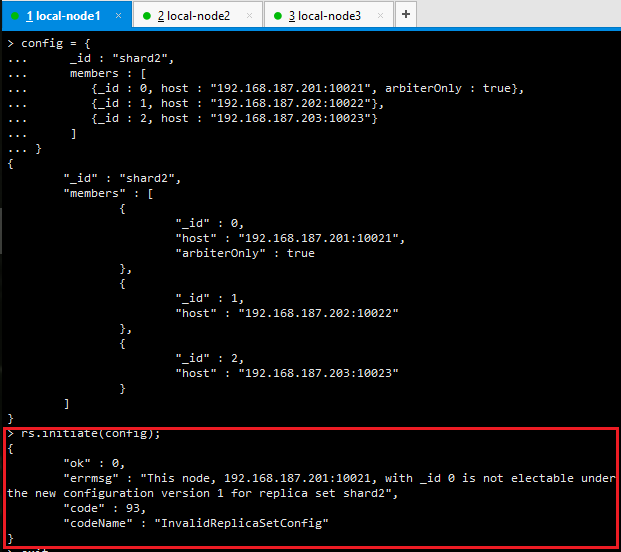 1 local-node1 × 2 local-node2 × 3 local-node3 × +
> config = {
... _id : "shard2",
... members : [
... {_id : 0, host : "192.168.187.201:10021", arbiterOnly : true},
... {_id : 1, host : "192.168.187.202:10022"},
... {_id : 2, host : "192.168.187.203:10023"}
... ]
... }
{
"_id" : "shard2",
"members" : [
{
"_id" : 0,
"host" : "192.168.187.201:10021",
"arbiterOnly" : true
},
{
"_id" : 1,
"host" : "192.168.187.202:10022"
},
{
"_id" : 2,
"host" : "192.168.187.203:10023"
}
]
}
> rs.initiate(config);
{
"ok" : 0,
"errmsg" : "This node, 192.168.187.201:10021, with _id 0 is not electable under
the new configuration version 1 for replica set shard2",
"code" : 93,
"codeName" : "InvalidReplicaSetConfig"
}
> exit